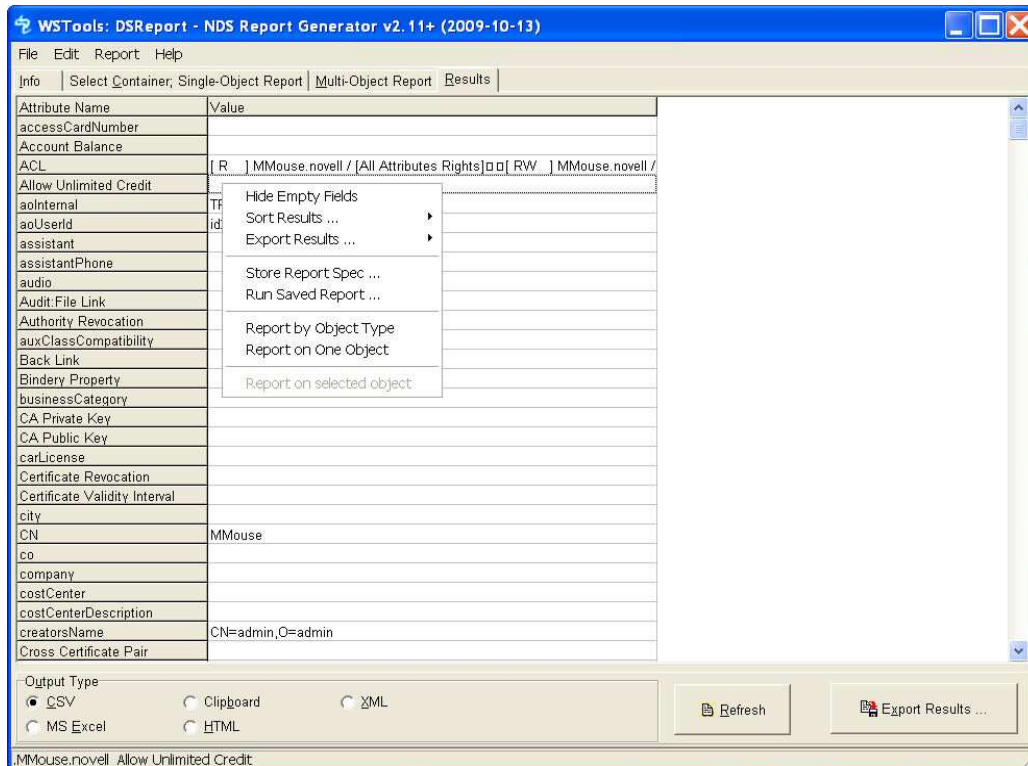 WSTools: DSReport - NDS Report Generator v2.11+ (2009-10-13)
File Edit Report Help
Info Select Container; Single-Object Report Multi-Object Report Results
Attribute Name Value
accessCardNumber
Account Balance
ACL [ R ] MMouse.novell / [All Attributes Rights]□□[ RW ] MMouse.novell /
Allow Unlimited Credit
Hide Empty Fields
Sort Results ...
Export Results ...
Store Report Spec ...
Run Saved Report ...
Report by Object Type
Report on One Object
Report on selected object
aoInternal
aoUserId
assistant
assistantPhone
audio
Audit:File Link
Authority Revocation
auxClassCompatibility
Back Link
Bindery Property
businessCategory
CA Private Key
CA Public Key
carLicense
Certificate Revocation
Certificate Validity Interval
city
CN MMouse
co
company
costCenter
costCenterDescription
creatorsName CN=admin,O=admin
Cross Certificate Pair
Output Type
CSV Clipboard XML
MS Excel HTML
Refresh
Export Results ...
.MMouse.novell Allow Unlimited Credit